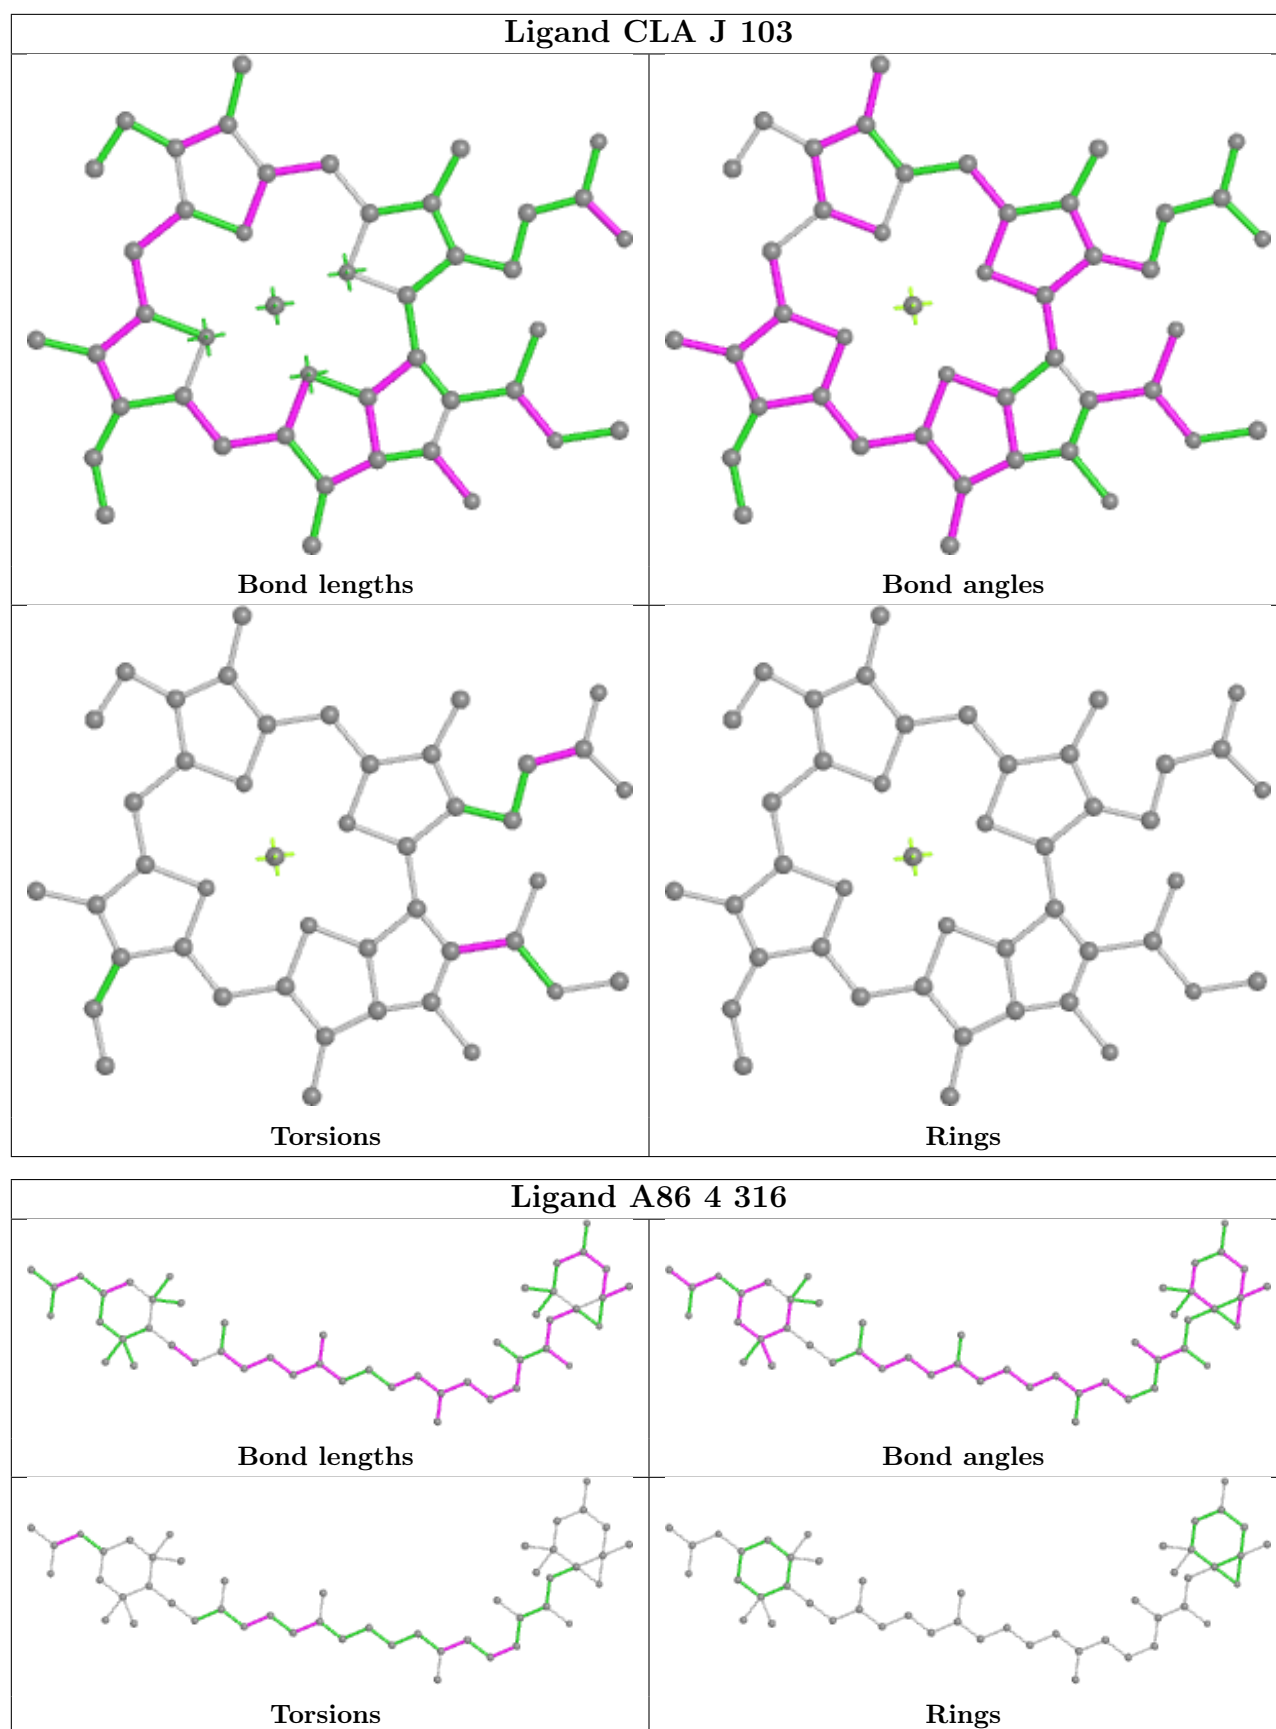 Ligand CLA J 103
Bond lengths
Bond angles
Torsions
Rings
Ligand A86 4 316
Bond lengths
Bond angles
Torsions
Rings